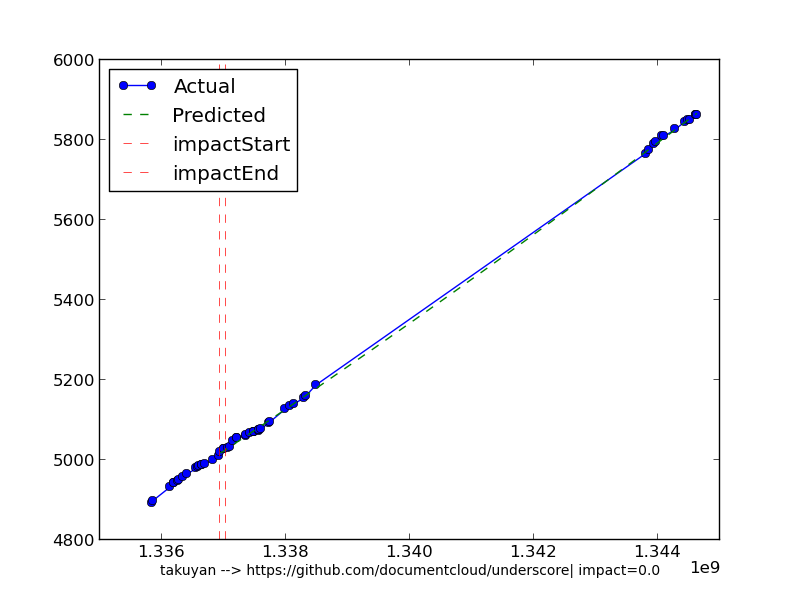 6000
5800
5600
5400
5200
5000
4800
Actual
Predicted
impactStart
impactEnd
1.336 1.338 1.340 1.342 1.344
1e9
takuyan --> https://github.com/documentcloud/underscore| impact=0.0